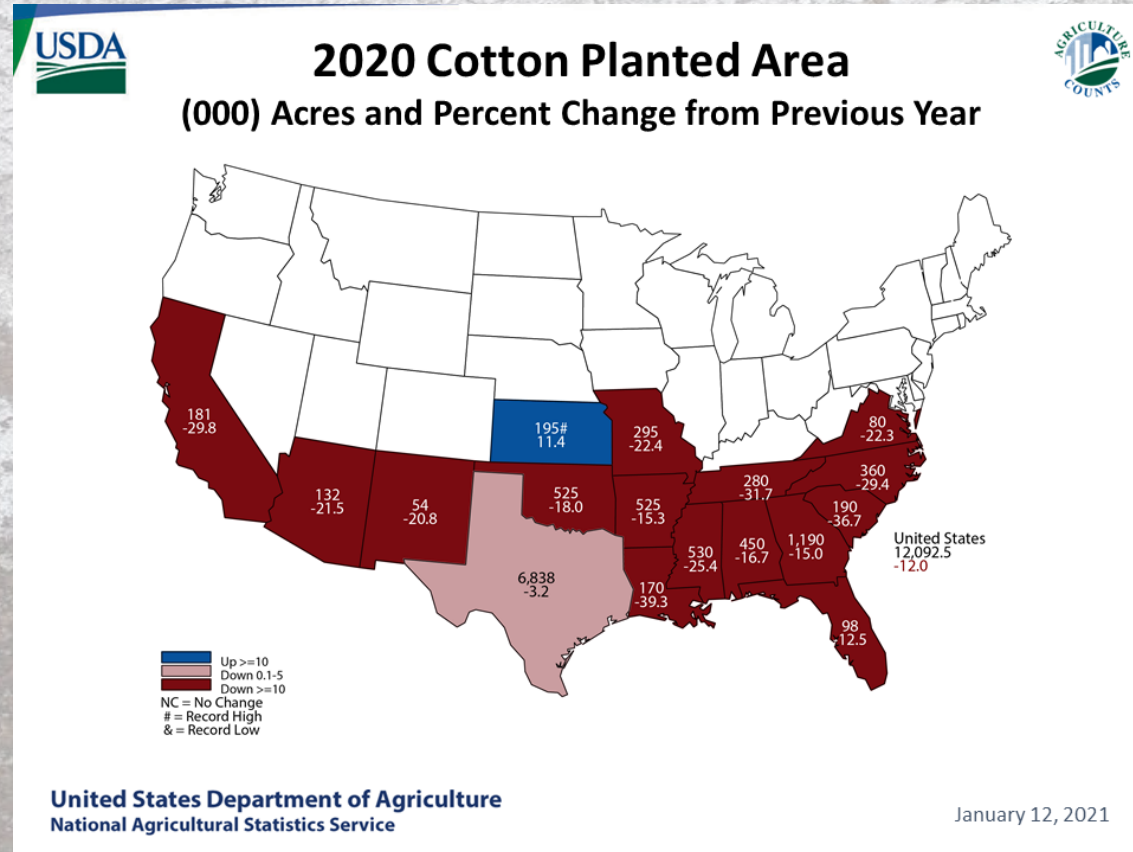 USDA
2020 Cotton Planted Area
(000) Acres and Percent Change from Previous Year
AGRICULTURE
COUNTS
181
-29.8
132
-21.5
54
-20.8
195#
11.4
525
-18.0
6,838
-3.2
295
-22.4
525
-15.3
170
-39.3
530
-25.4
280
-31.7
450
-16.7
1,190
-15.0
98
-12.5
190
-36.7
360
-29.4
80
-22.3
United States
12,092.5
-12.0
Up >=10
Down 0.1-5
Down >=10
NC = No Change
# = Record High
& = Record Low
United States Department of Agriculture
National Agricultural Statistics Service
January 12, 2021